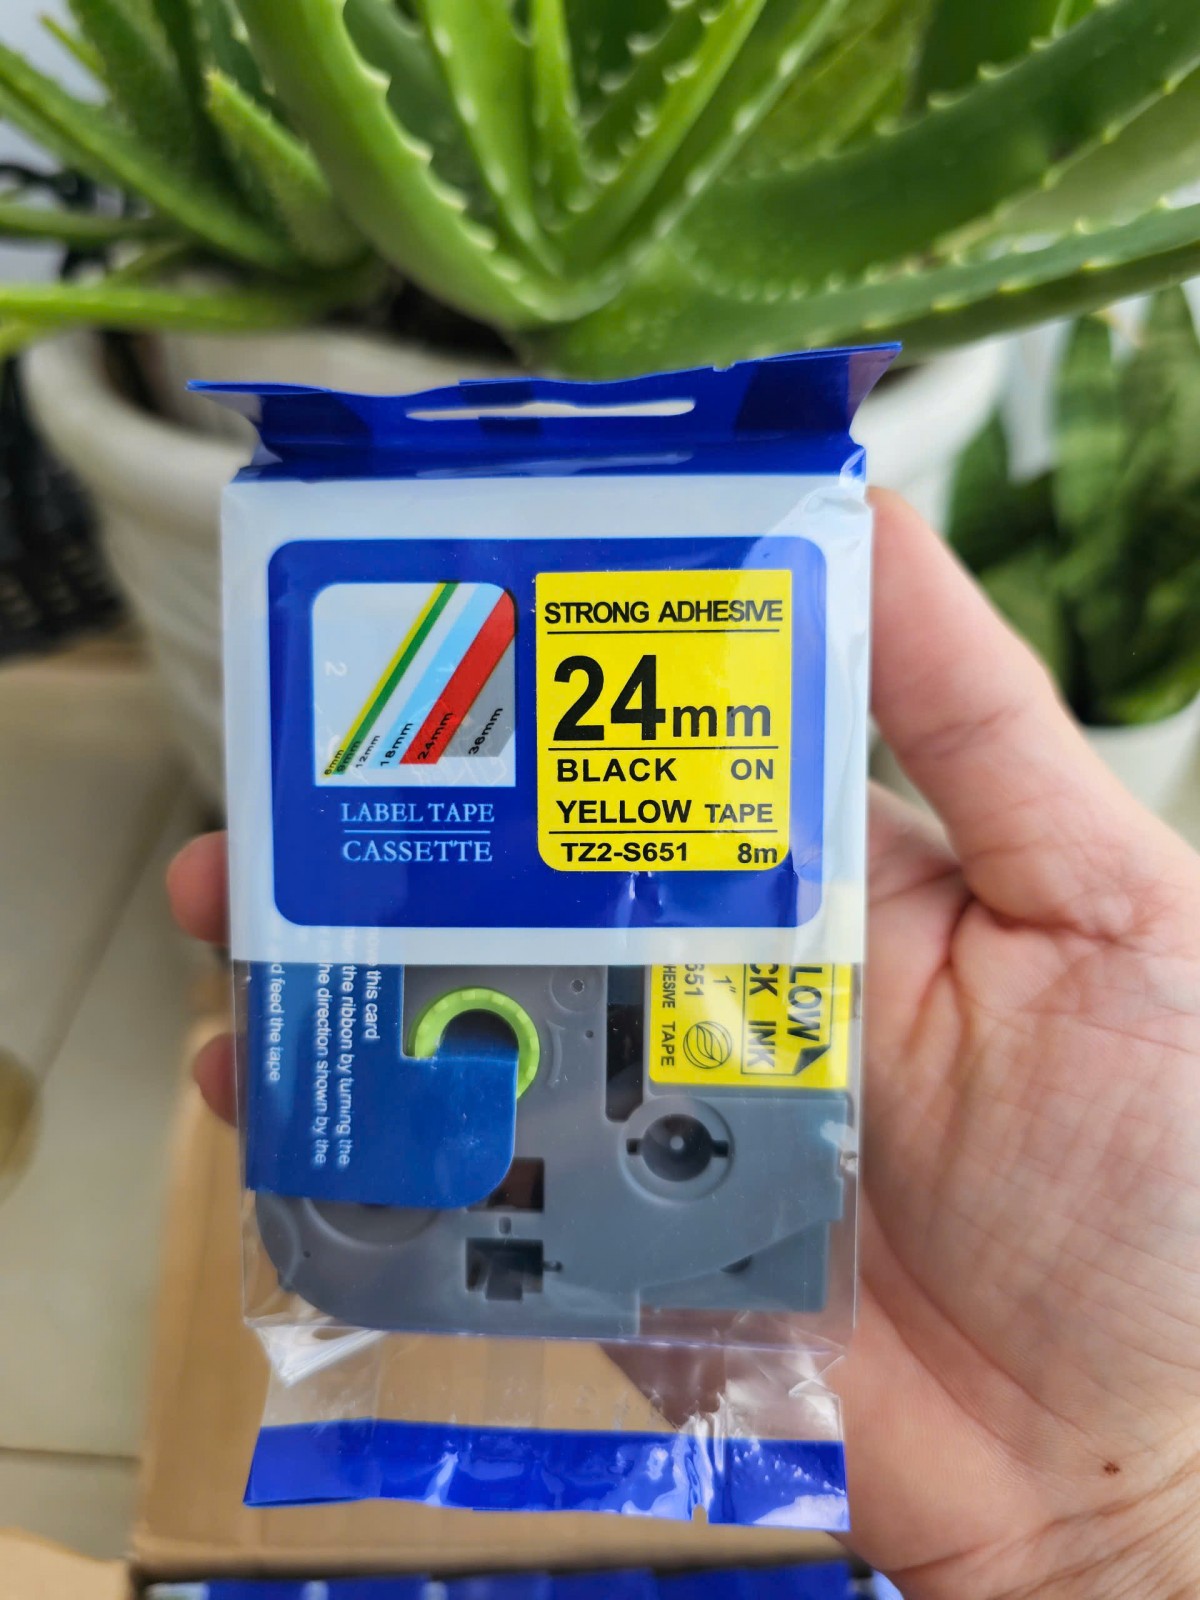 STRONG ADHESIVE
24mm
BLACK ON
YELLOW TAPE
TZ2-S651 8m
6mm
9mm
12mm
18mm
24mm
36mm
LABEL TAPE
CASSETTE
this card
the ribbon by turning the
the direction shown by the
feed the tape
LOW
CK INK
1"
651
HESIVE TAPE